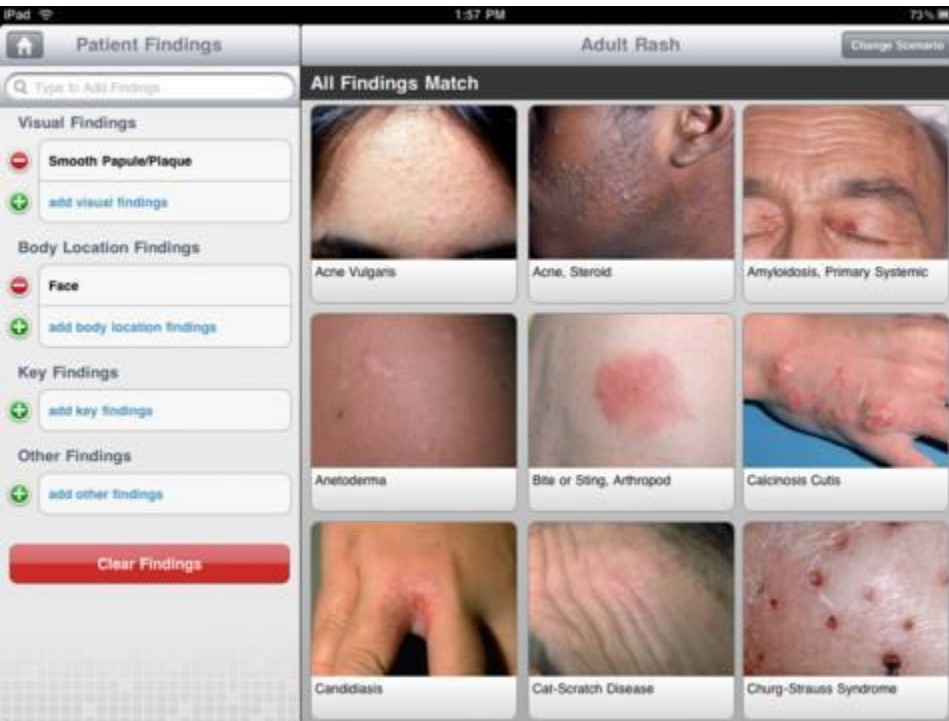 iPad 1:57 PM 73%
Patient Findings
Adult Rash
Change Scenario
Type to Add Findings
All Findings Match
Visual Findings
Smooth Papule/Plaque
add visual findings
Body Location Findings
Face
add body location findings
Key Findings
add key findings
Other Findings
add other findings
Clear Findings
Acne Vulgaris
Acne, Steroid
Amyloidosis, Primary Systemic
Anetoderma
Bite or Sting, Arthropod
Calcinosis Cutis
Candidiasis
Cat-Scratch Disease
Churg-Strauss Syndrome